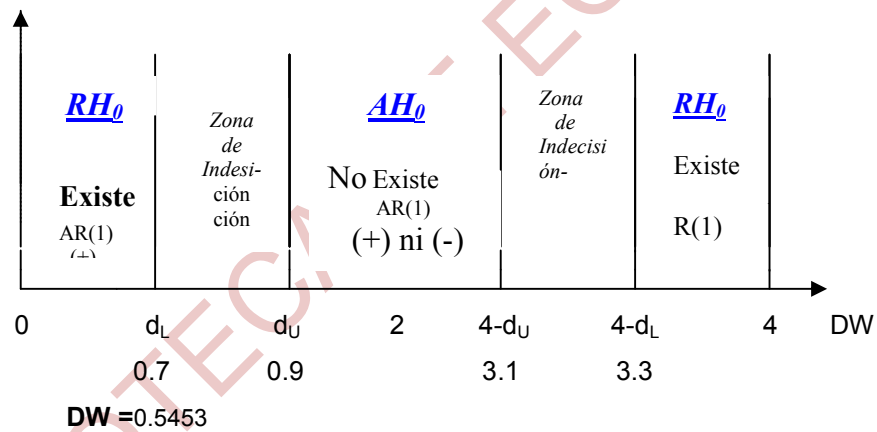 RH0
Existe
AR(1)
(+)
Zona
de
Indesi-
ción
ción
AH0
No Existe
AR(1)
(+) ni (-)
Zona
de
Indecisi
ón-
RH0
Existe
R(1)
0 dL dU 2 4-dU 4-dL 4 DW
0.7 0.9 3.1 3.3
DW =0.5453